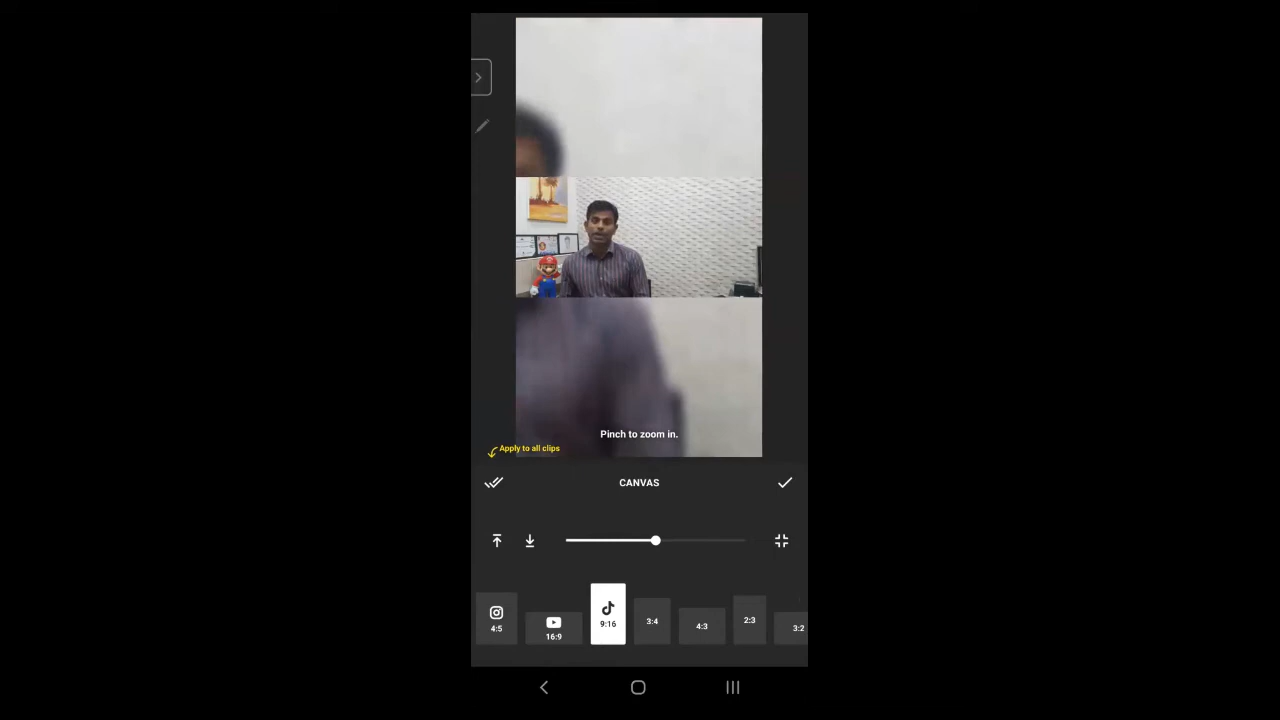 Pinch to zoom in.
Apply to all clips
CANVAS
4:5
16:9
9:16
3:4
4:3
2:3
3:2